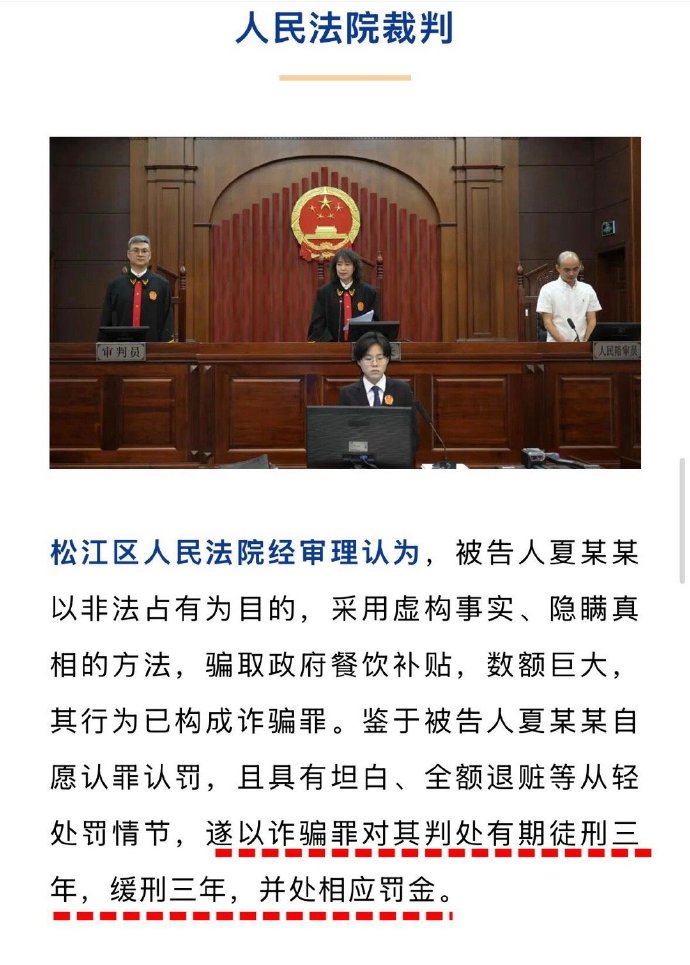 人民法院裁判
审判员
人民陪审员
松江区人民法院经审理认为，被告人夏某某
以非法占有为目的，采用虚构事实、隐瞒真
相的方法，骗取政府餐饮补贴，数额巨大，
其行为已构成诈骗罪。鉴于被告人夏某某自
愿认罪认罚，且具有坦白、全额退赃等从轻
处罚情节，遂以诈骗罪对其判处有期徒刑三
年，缓刑三年，并处相应罚金。